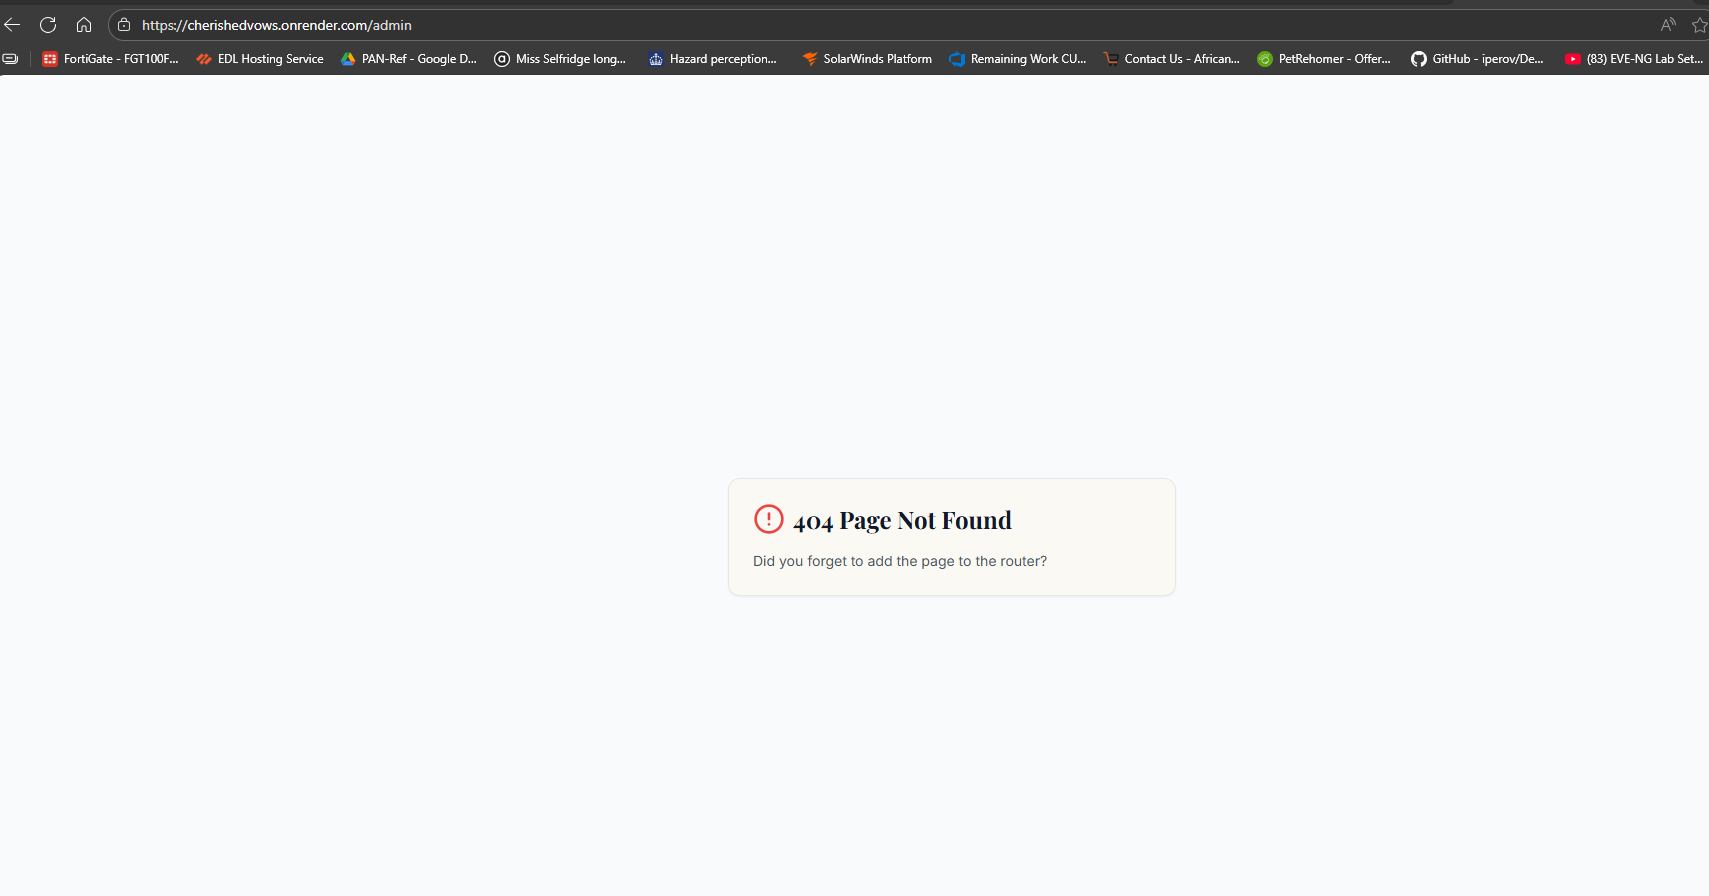 https://cherishedvows.onrender.com/admin
FortiGate - FGT100F... EDL Hosting Service PAN-Ref - Google D... Miss Selfridge long... Hazard perception... SolarWinds Platform Remaining Work CU... Contact Us - African... PetRehomer - Offer... GitHub - iperov/De... (83) EVE-NG Lab Set...
404 Page Not Found
Did you forget to add the page to the router?